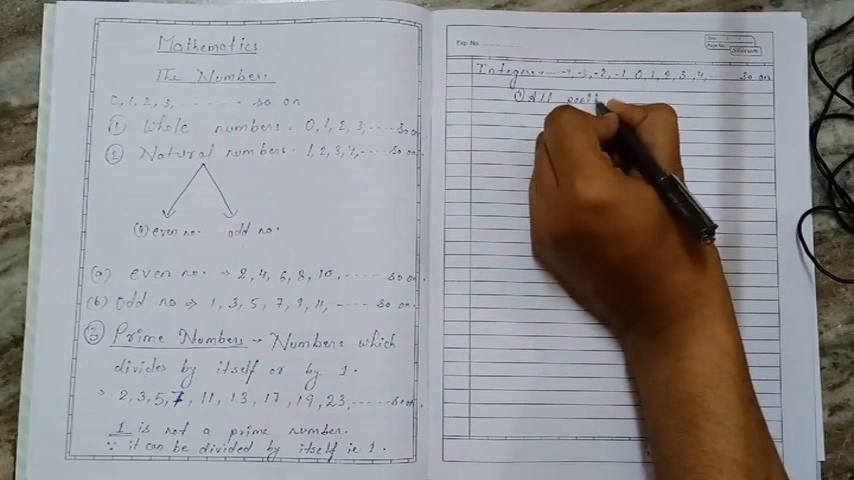 Mathematics
The Numbers
0, 1, 2, 3, ........ so on
① Whole numbers - 0, 1, 2, 3, ---- so on.
② Natural numbers - 1, 2, 3, 4, ---- so on.
(a) even no. odd no.
(a) even no. → 2, 4, 6, 8, 10, ------ so on.
(b) odd no ⇒ 1, 3, 5, 7, 9, 11, ---- so on.
③ Prime Numbers - Numbers which
divides by itself or by 1.
2, 3, 5, 7, 11, 13, 17, 19, 23, ---- so on.
1 is not a prime number.
∵ it can be divided by itself ie 1.
Exp. No.
Date
Page No.
-3, -2, -1, 0, 1, 2, 3, 4, ...... so on
① All